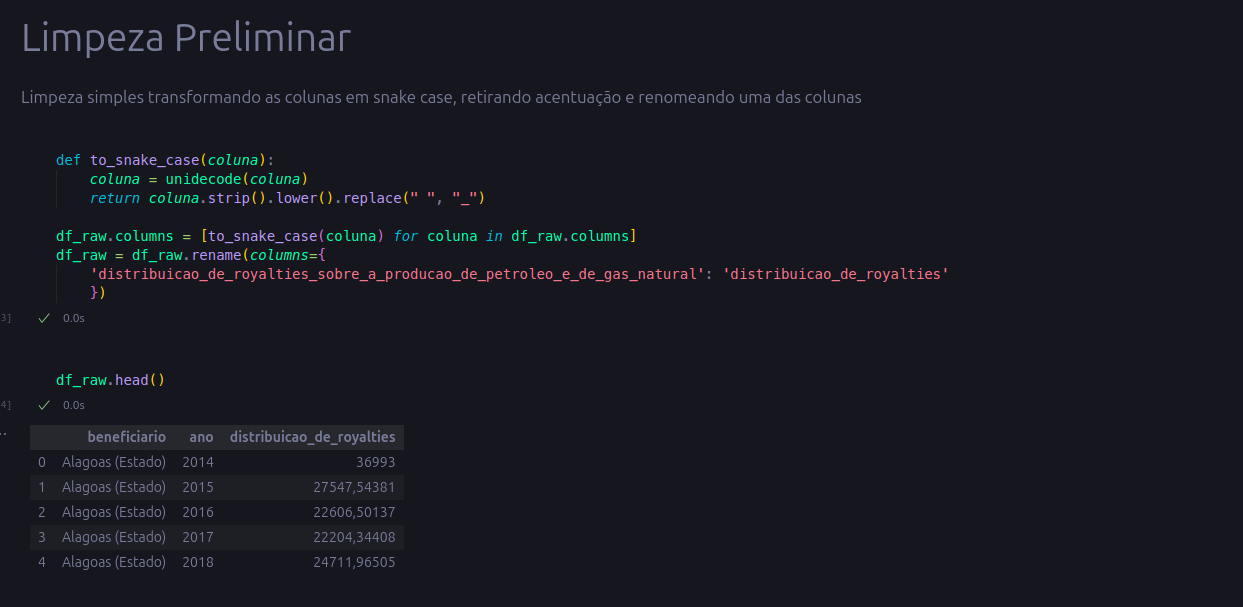 Limpeza Preliminar
Limpeza simples transformando as colunas em snake case, retirando acentuação e renomeando uma das colunas
def to_snake_case(coluna):
    coluna = unidecode(coluna)
    return coluna.strip().lower().replace(" ", "_")
df_raw.columns = [to_snake_case(coluna) for coluna in df_raw.columns]
df_raw = df_raw.rename(columns={
    'distribuicao_de_royalties_sobre_a_producao_de_petroleo_e_de_gas_natural': 'distribuicao_de_royalties'
    })
3] ✓ 0.0s
df_raw.head()
4] ✓ 0.0s
beneficiario ano distribuicao_de_royalties
0 Alagoas (Estado) 2014 36993
1 Alagoas (Estado) 2015 27547,54381
2 Alagoas (Estado) 2016 22606,50137
3 Alagoas (Estado) 2017 22204,34408
4 Alagoas (Estado) 2018 24711,96505